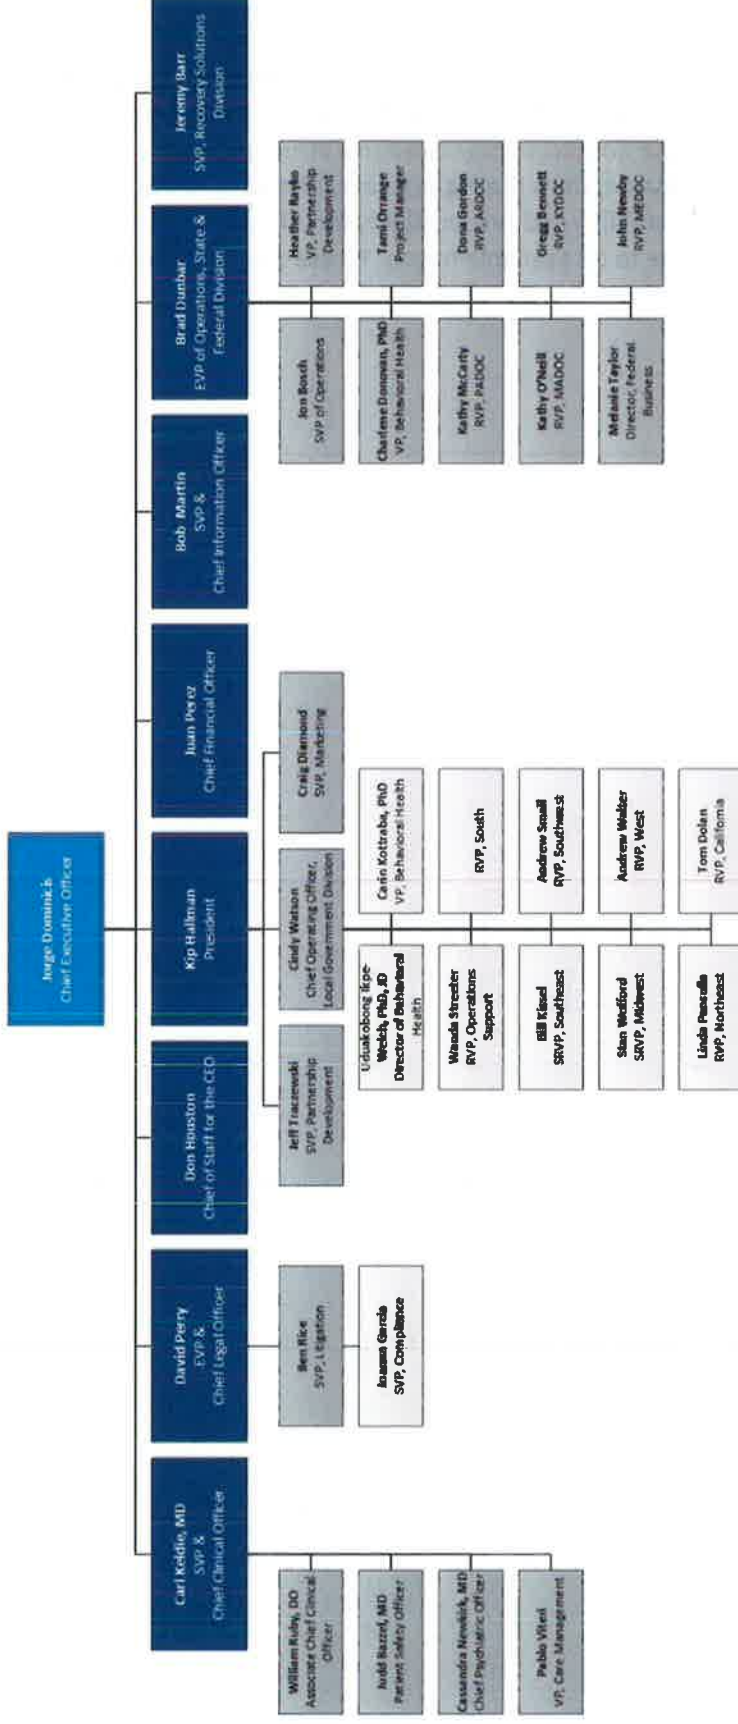 Jorge Dominicis
Chief Executive Officer
Carl Keldie, MD
SVP &
Chief Clinical Officer
David Perry
EVP &
Chief Legal Officer
Don Houston
Chief of Staff for the CEO
Kip Hallman
President
Juan Perez
Chief Financial Officer
Bob Martin
SVP &
Chief Information Officer
Brad Dunbar
EVP of Operations, State &
Federal Division
Jeremy Barr
SVP, Recovery Solutions
Division
William Ruby, DO
Associate Chief Clinical
Officer
Judd Bazzel, MD
Patient Safety Officer
Cassandra Newkirk, MD
Chief Psychiatric Officer
Pablo Viteri
VP, Care Management
Ben Rice
SVP, Litigation
Joanna Garcia
SVP, Compliance
Jeff Traczewski
SVP, Partnership
Development
Cindy Watson
Chief Operating Officer,
Local Government Division
Craig Diamond
SVP, Marketing
Uduakobong Ikpe-
Welch, PhD, JD
Director of Behavioral
Health
Carin Kottraba, PhD
VP, Behavioral Health
Wanda Streeter
RVP, Operations
Support
RVP, South
Bill Kissel
SRVP, Southeast
Andrew Small
RVP, Southwest
Stan Wofford
SRVP, Midwest
Andrew Walter
RVP, West
Linda
RVP, Northeast
Tom Dolan
RVP, California
Jon Bosch
SVP of Operations
Heather Rayko
VP, Partnership
Development
Charlene Donovan, PhD
VP, Behavioral Health
Tami Orrange
Project Manager
Kathy McCarty
RVP, PADOC
Dona Gordon
RVP, ARDOC
Kathy O'Neill
RVP, MADOC
Gregg Bennett
RVP, KYDOC
Melanie Taylor
Director, Federal
Business
John Newby
RVP, MEDOC